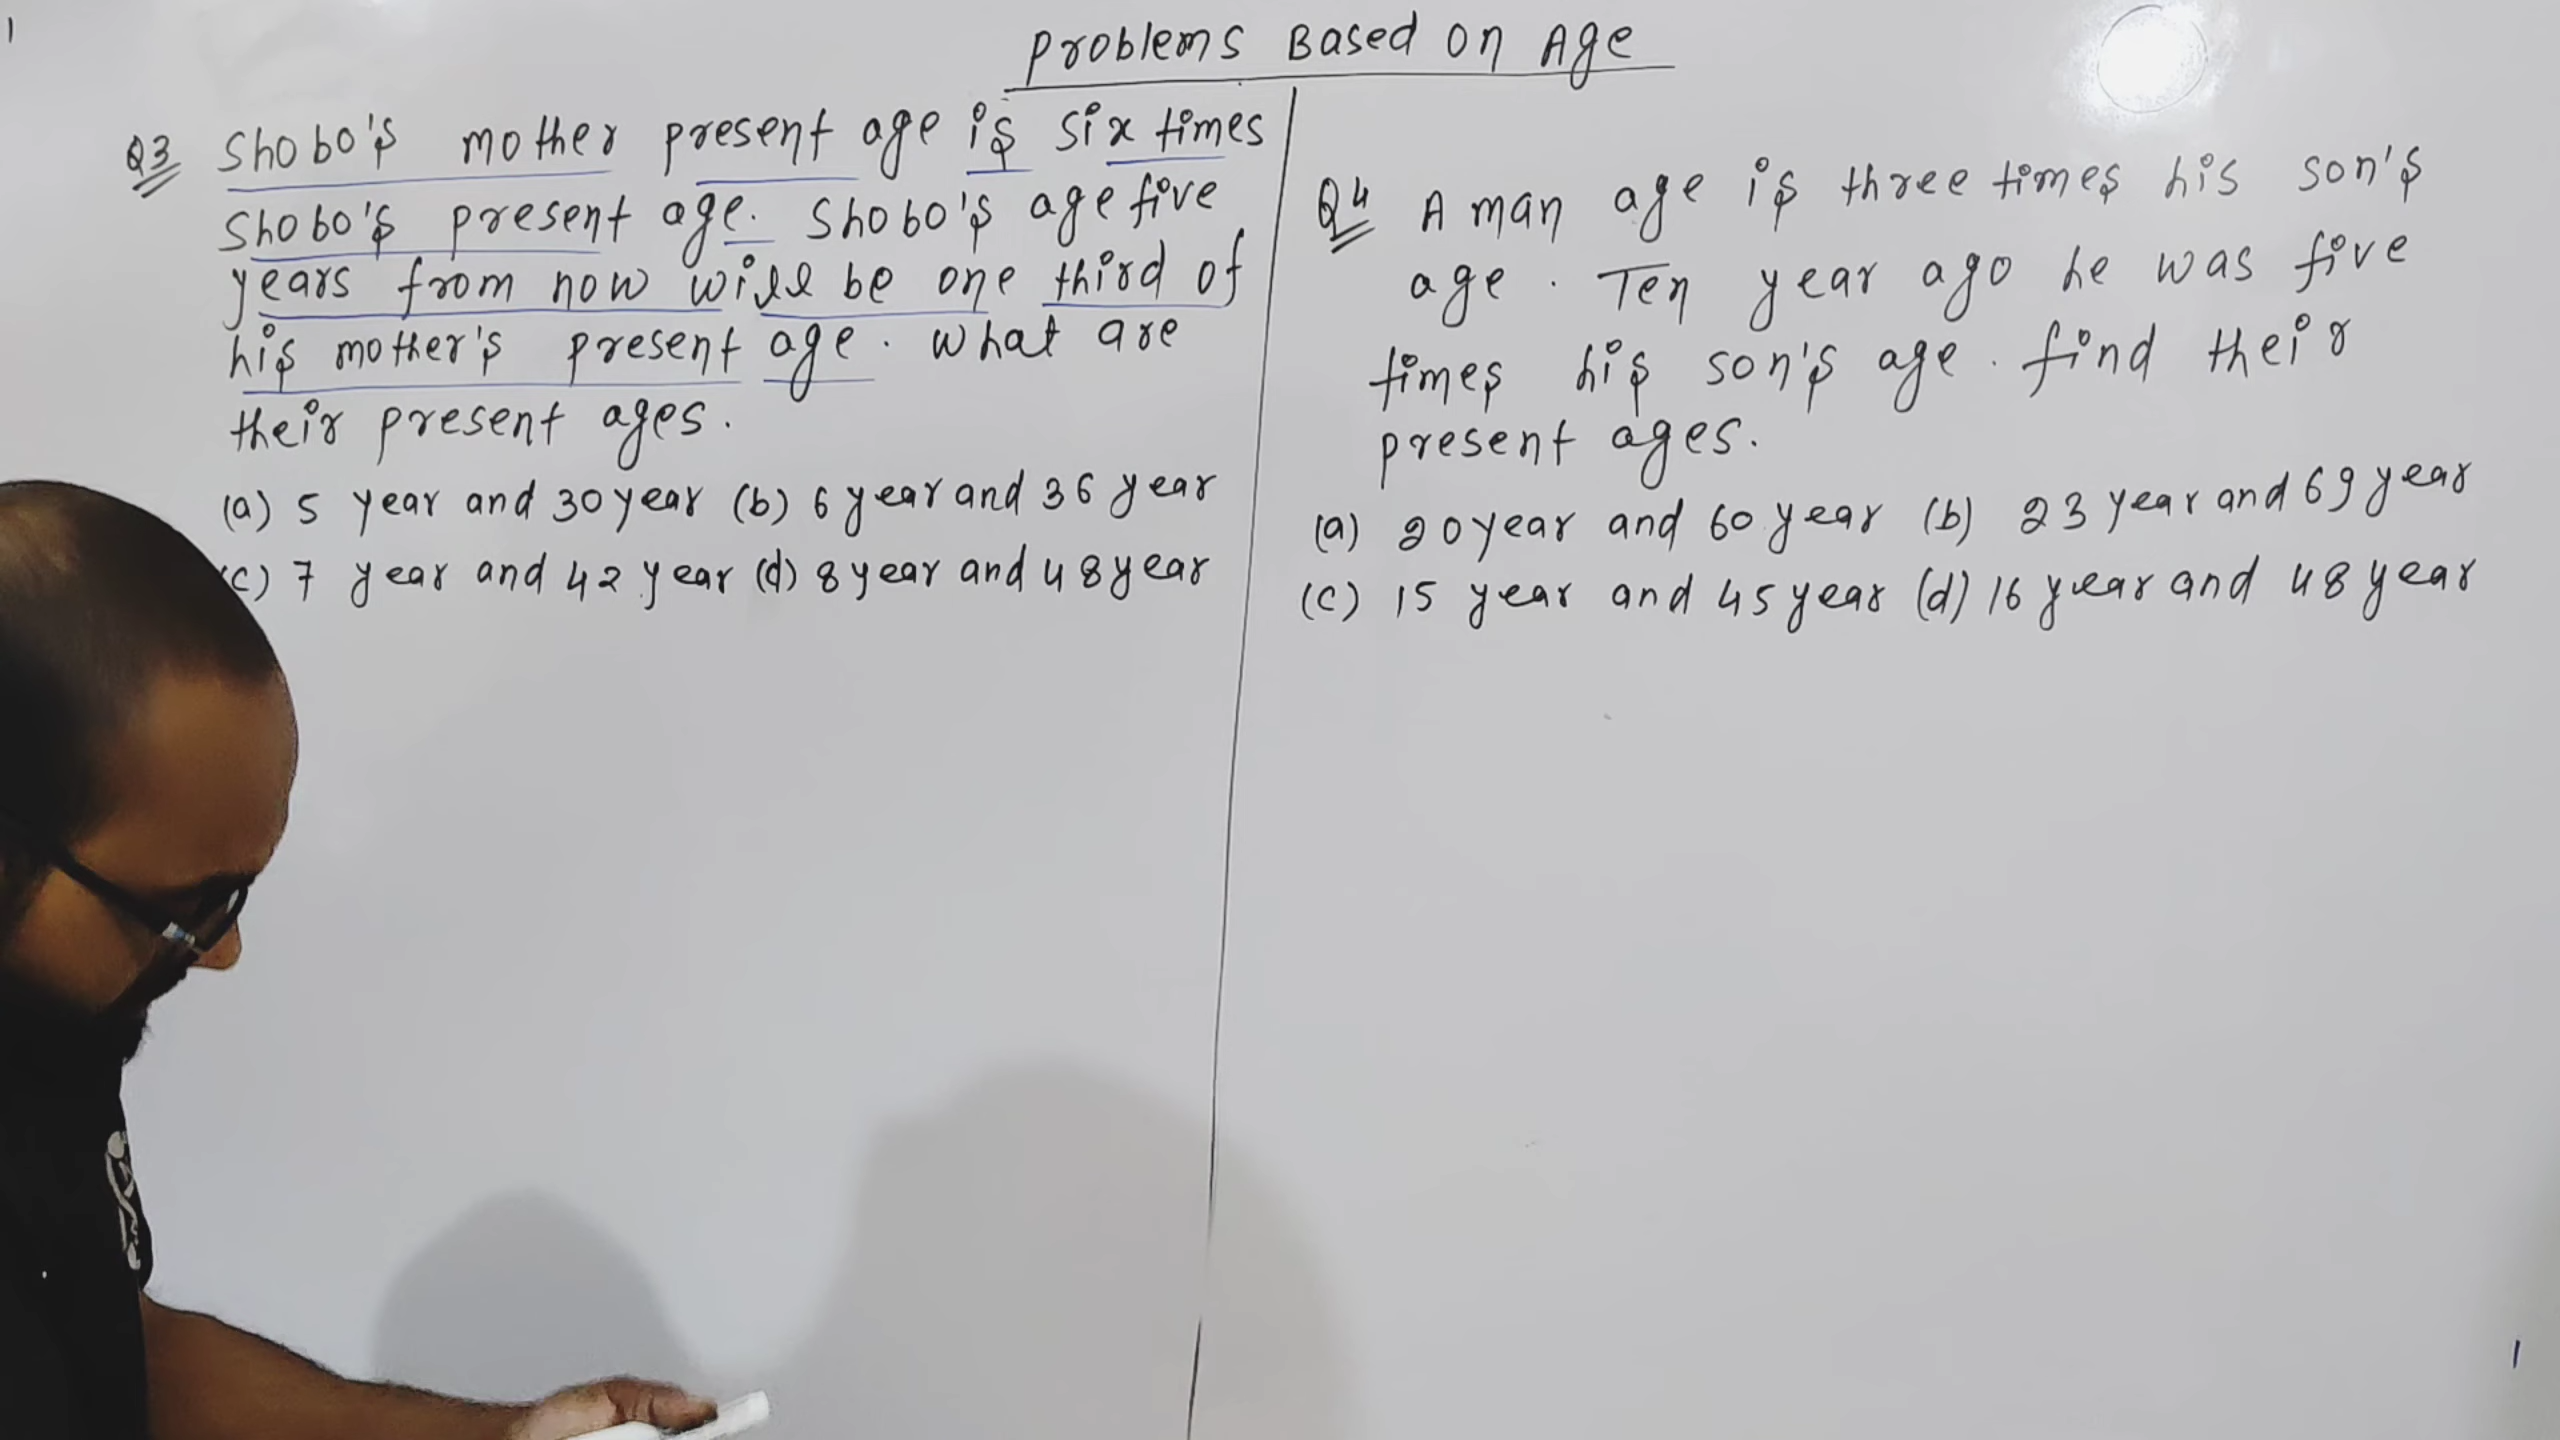 Problems Based on Age
Q3 Shobo's mother present age is six times
Shobo's present age. Shobo's age five
years from now will be one third of
his mother's present age. What are
their present ages.
(a) 5 year and 30 year (b) 6 year and 36 year
(c) 7 year and 42 year (d) 8 year and 48 year
Q4 A man age is three times his son's
age. Ten year ago he was five
times his son's age. find their
present ages.
(a) 20 year and 60 year (b) 23 year and 69 year
(c) 15 year and 45 year (d) 16 year and 48 year